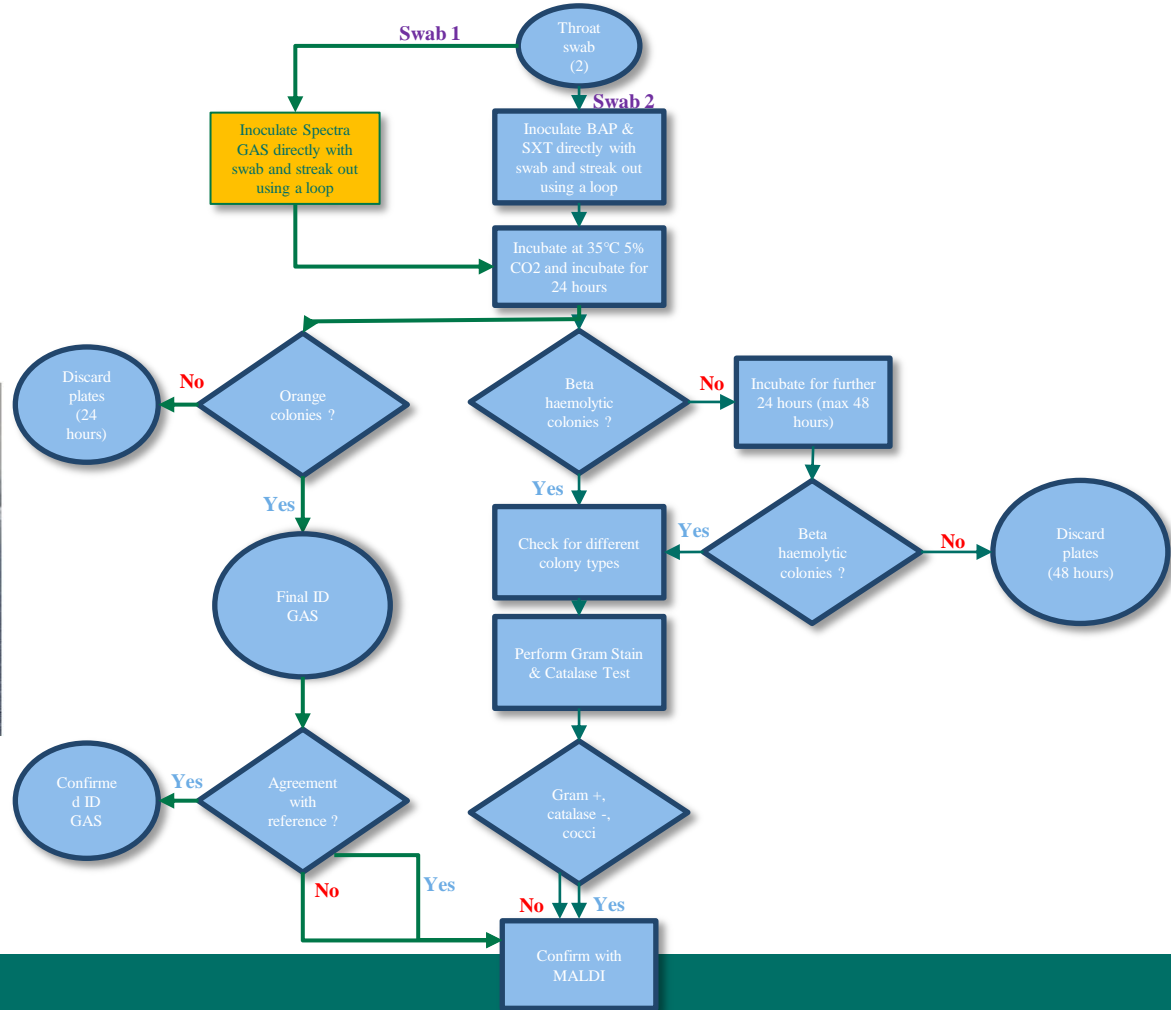 Throat
swab
(2)
Swab 1
Swab 2
Inoculate Spectra
GAS directly with
swab and streak out
using a loop
Inoculate BAP &
SXT directly with
swab and streak out
using a loop
Incubate at 35°C 5%
CO2 and incubate for
24 hours
Discard
plates
(24
hours)
No
Orange
colonies ?
Beta
haemolytic
colonies ?
No
Incubate for further
24 hours (max 48
hours)
Yes
Yes
Check for different
colony types
Yes
Beta
haemolytic
colonies ?
No
Discard
plates
(48 hours)
Final ID
GAS
Perform Gram Stain
& Catalase Test
Confirme
d ID
GAS
Yes
Agreement
with
reference ?
Gram +,
catalase -,
cocci
No
Yes
No
Yes
Confirm with
MALDI